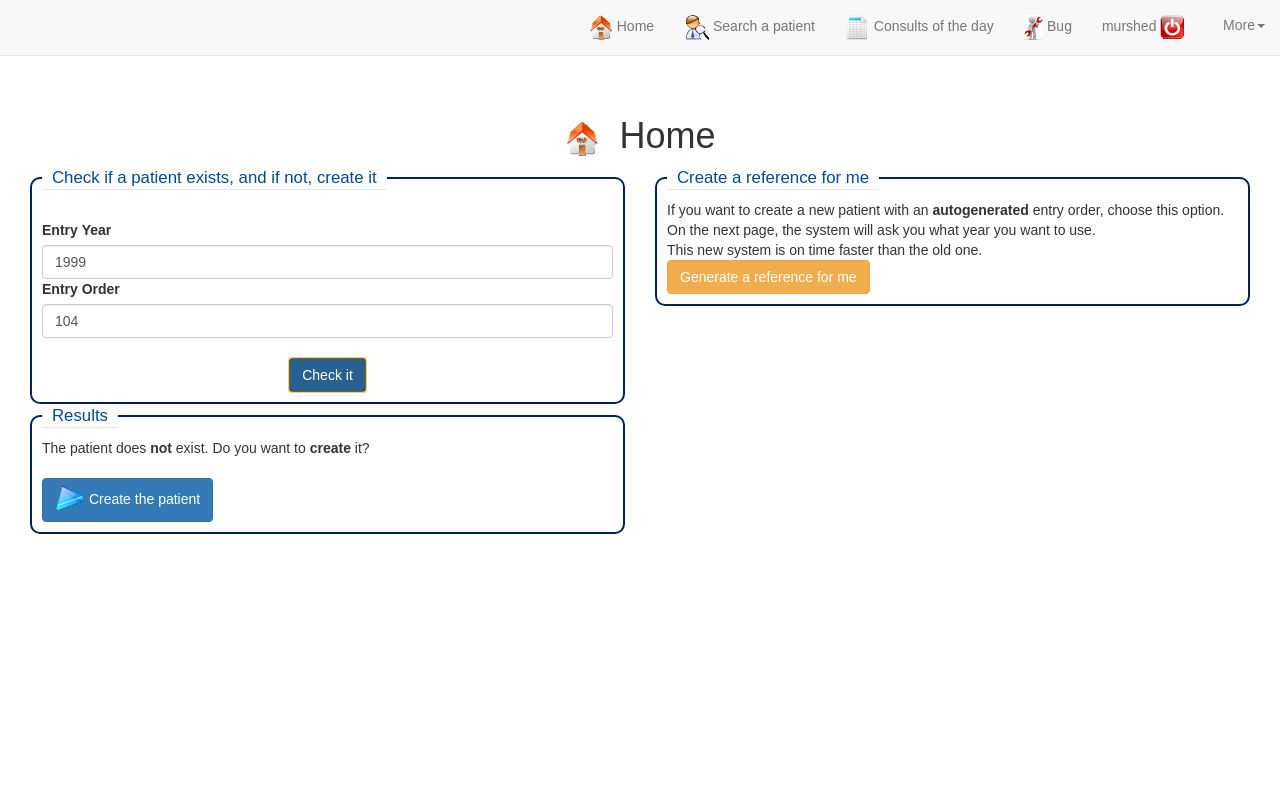 Home
Search a patient
Consults of the day
Bug
murshed
More
Home
Check if a patient exists, and if not, create it
Entry Year
1999
Entry Order
104
Check it
Results
The patient does not exist. Do you want to create it?
Create the patient
Create a reference for me
If you want to create a new patient with an autogenerated entry order, choose this option.
On the next page, the system will ask you what year you want to use.
This new system is on time faster than the old one.
Generate a reference for me